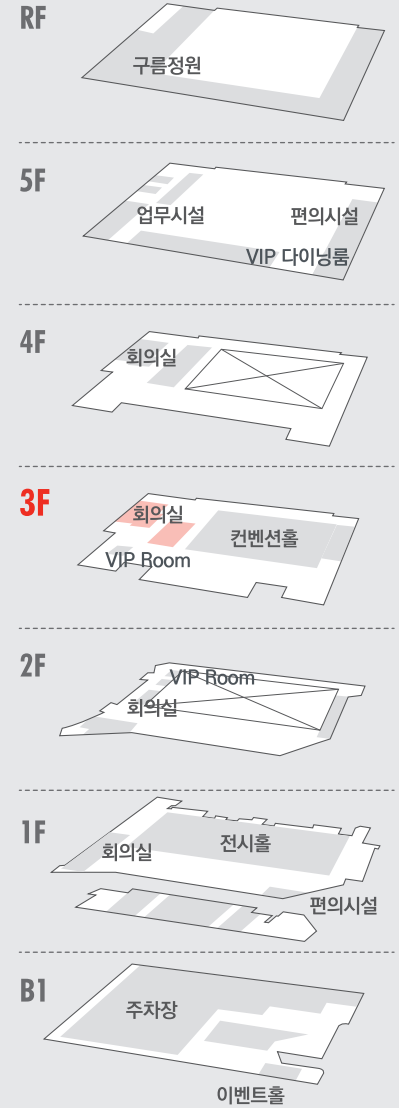 RF
구름정원
5F
업무시설
편의시설
VIP 다이닝룸
4F
회의실
3F
회의실
컨벤션홀
VIP Room
2F
VIP Room
회의실
1F
전시홀
회의실
편의시설
B1
주차장
이벤트홀